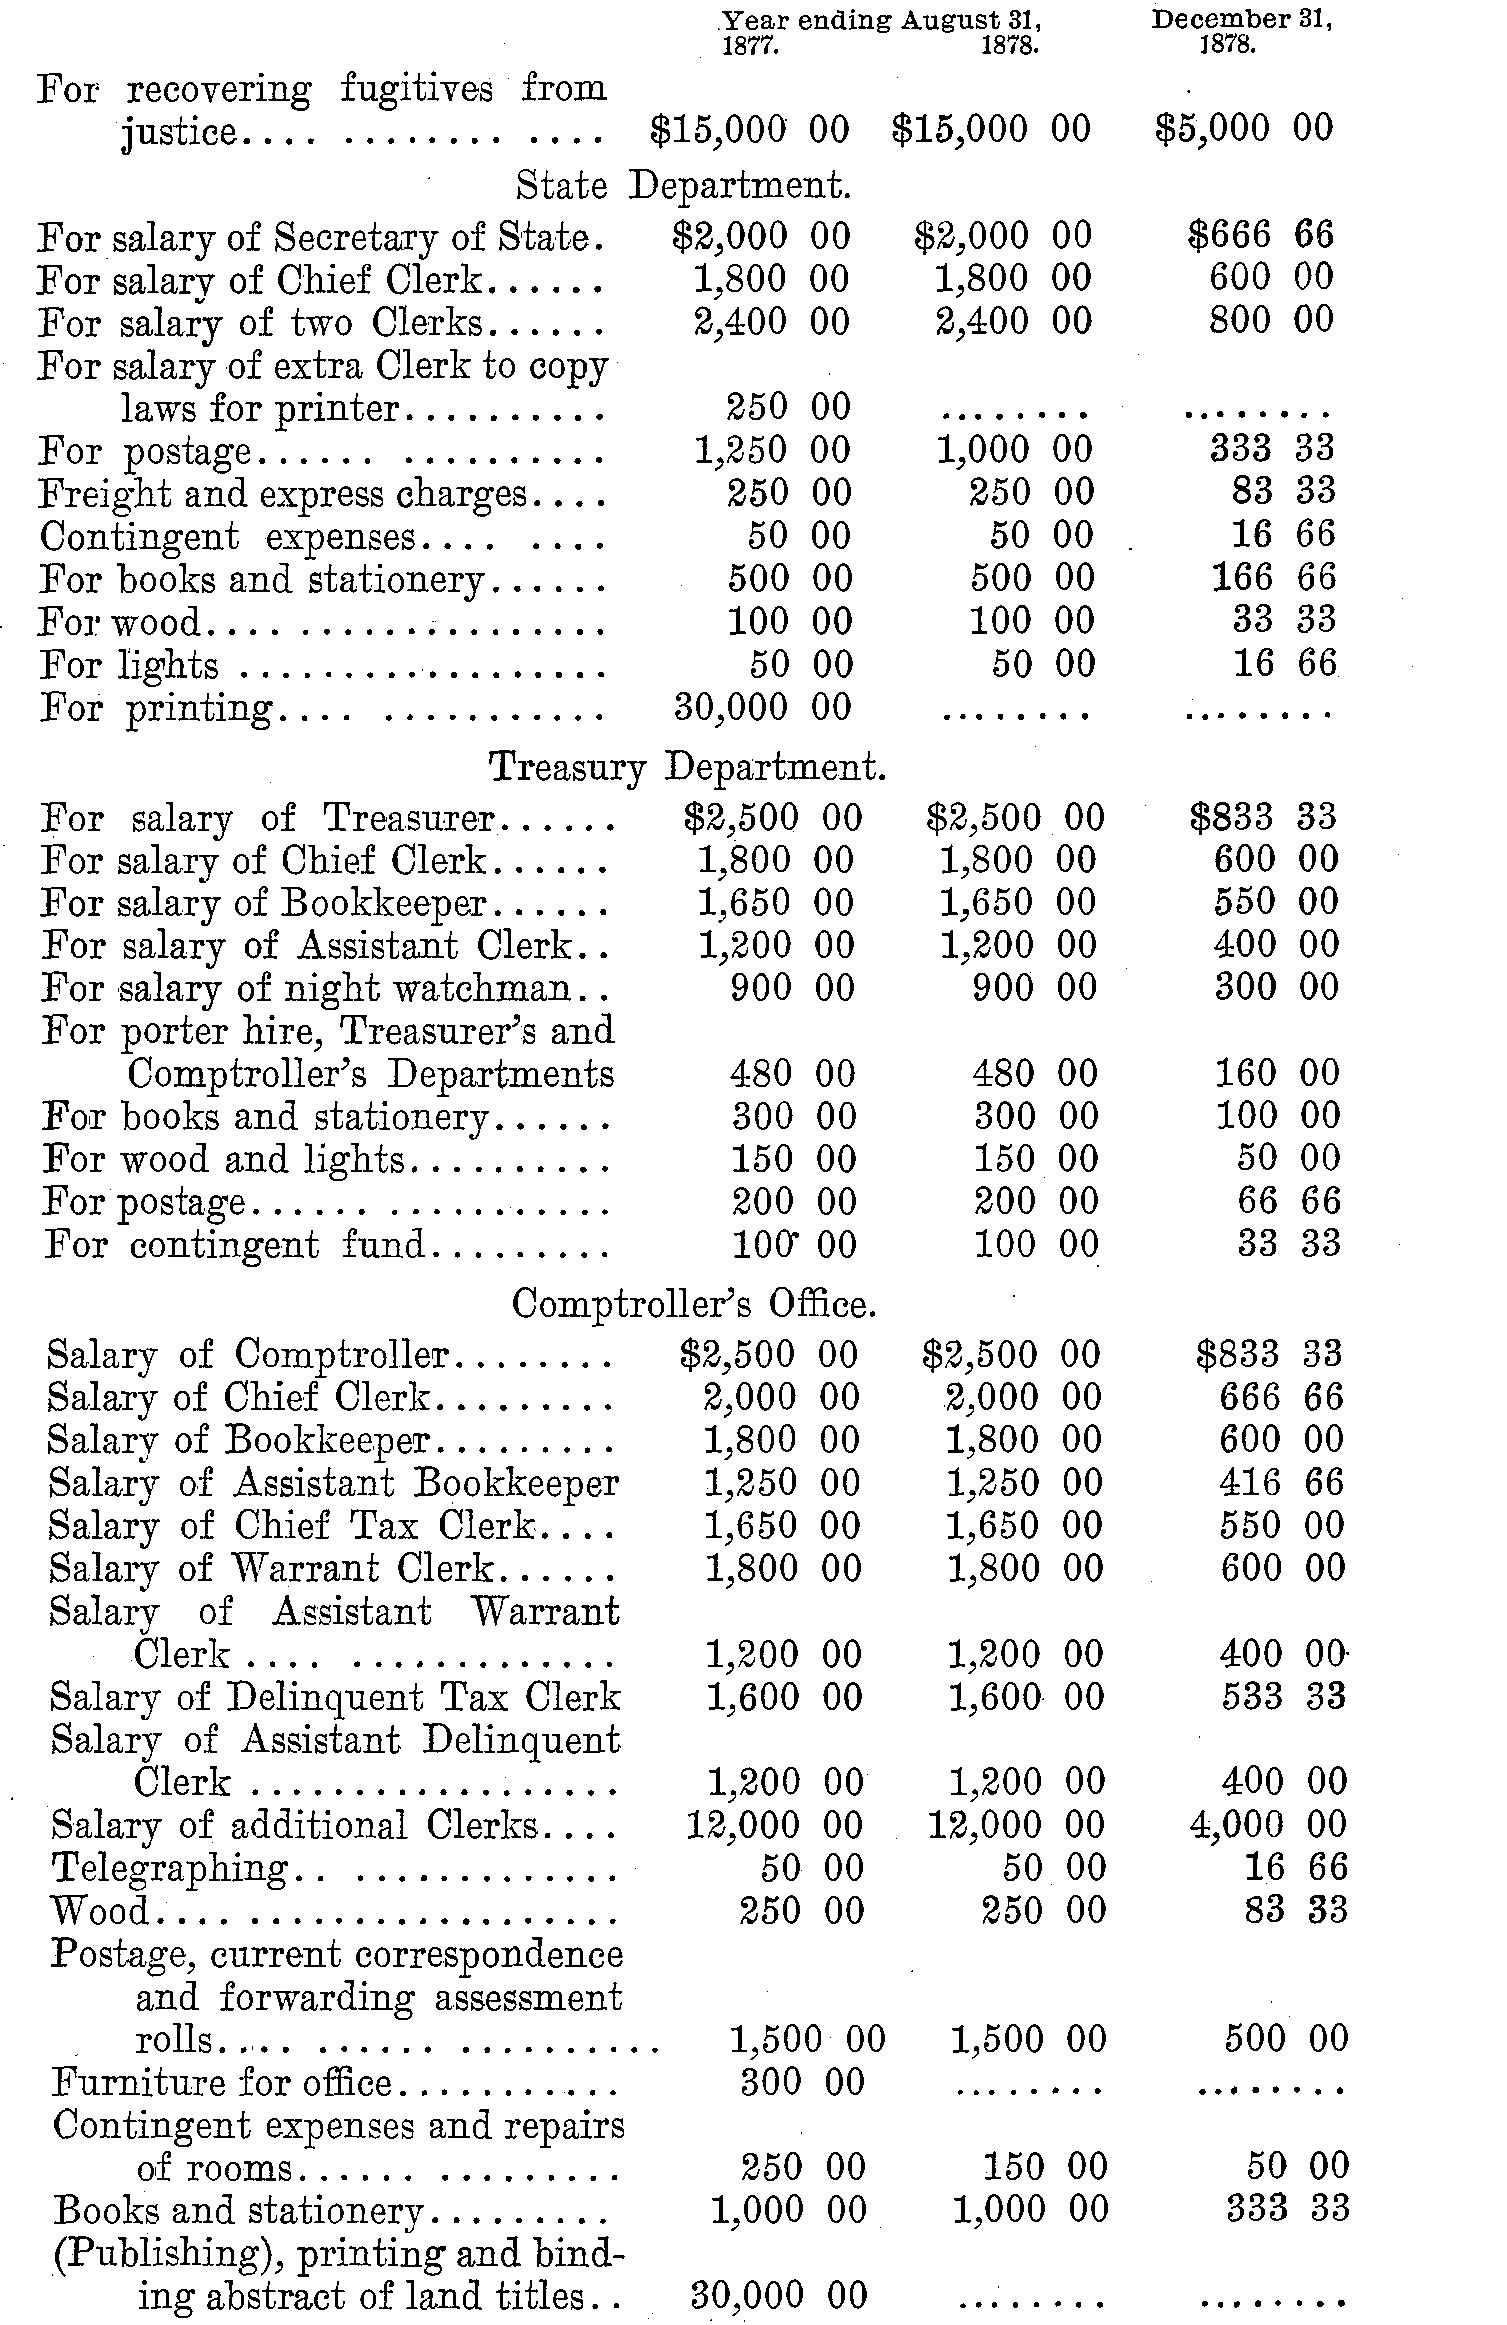 Year ending August 31, December 31,
1877. 1878. 1878.
For recovering fugitives from
justice.... ........ .... $15,000 00 $15,000 00 $5,000 00
State Department.
For salary of Secretary of State. $2,000 00 $2,000 00 $666 66
For salary of Chief Clerk...... 1,800 00 1,800 00 600 00
For salary of two Clerks...... 2,400 00 2,400 00 800 00
For salary of extra Clerk to copy
laws for printer.......... 250 00 ........ ........
For postage...... .......... 1,250 00 1,000 00 333 33
Freight and express charges.... 250 00 250 00 83 33
Contingent expenses.... .... 50 00 50 00 16 66
For books and stationery...... 500 00 500 00 166 66
For wood.... ............... 100 00 100 00 33 33
For lights .................. 50 00 50 00 16 66
For printing.... ........... 30,000 00 ........ ........
Treasury Department.
For salary of Treasurer...... $2,500 00 $2,500 00 $833 33
For salary of Chief Clerk...... 1,800 00 1,800 00 600 00
For salary of Bookkeeper...... 1,650 00 1,650 00 550 00
For salary of Assistant Clerk.. 1,200 00 1,200 00 400 00
For salary of night watchman.. 900 00 900 00 300 00
For porter hire, Treasurer's and
Comptroller's Departments 480 00 480 00 160 00
For books and stationery...... 300 00 300 00 100 00
For wood and lights.......... 150 00 150 00 50 00
For postage...... ........... 200 00 200 00 66 66
For contingent fund......... 100 00 100 00 33 33
Comptroller's Office.
Salary of Comptroller........ $2,500 00 $2,500 00 $833 33
Salary of Chief Clerk......... 2,000 00 2,000 00 666 66
Salary of Bookkeeper......... 1,800 00 1,800 00 600 00
Salary of Assistant Bookkeeper 1,250 00 1,250 00 416 66
Salary of Chief Tax Clerk.... 1,650 00 1,650 00 550 00
Salary of Warrant Clerk...... 1,800 00 1,800 00 600 00
Salary of Assistant Warrant
Clerk .... ............. 1,200 00 1,200 00 400 00
Salary of Delinquent Tax Clerk 1,600 00 1,600 00 533 33
Salary of Assistant Delinquent
Clerk .................. 1,200 00 1,200 00 400 00
Salary of additional Clerks.... 12,000 00 12,000 00 4,000 00
Telegraphing.. ............. 50 00 50 00 16 66
Wood.... .................. 250 00 250 00 83 33
Postage, current correspondence
and forwarding assessment
rolls.... ...... .......... 1,500 00 1,500 00 500 00
Furniture for office........... 300 00 ........ ........
Contingent expenses and repairs
of rooms...... ......... 250 00 150 00 50 00
Books and stationery......... 1,000 00 1,000 00 333 33
(Publishing), printing and bind-
ing abstract of land titles.. 30,000 00 ........ ........